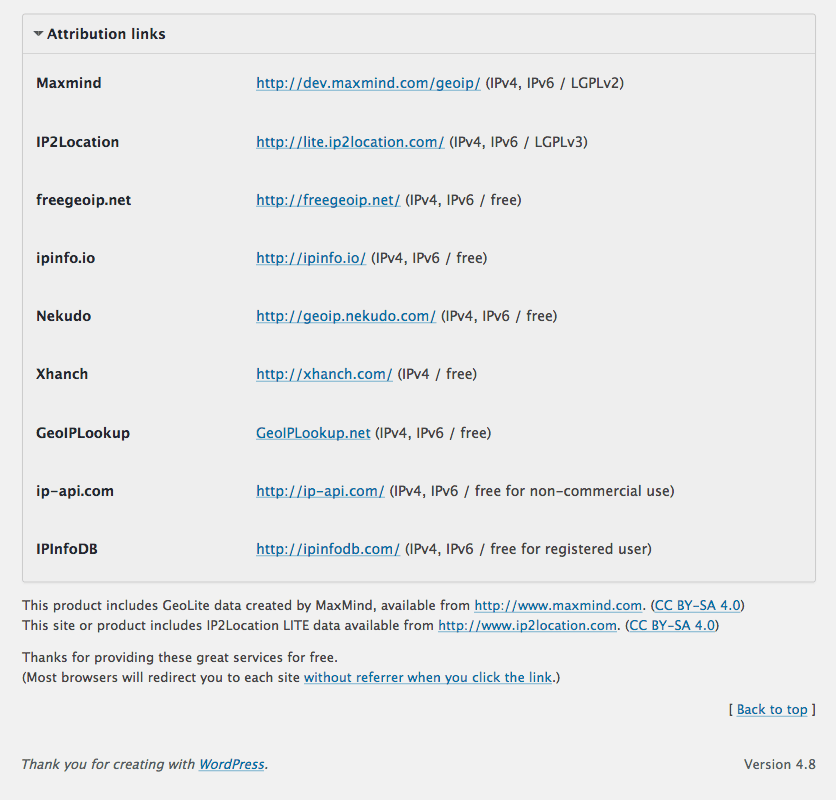 Attribution links
Maxmind http://dev.maxmind.com/geoip/ (IPv4, IPv6 / LGPLv2)
IP2Location http://lite.ip2location.com/ (IPv4, IPv6 / LGPLv3)
freegeoip.net http://freegeoip.net/ (IPv4, IPv6 / free)
ipinfo.io http://ipinfo.io/ (IPv4, IPv6 / free)
Nekudo http://geoip.nekudo.com/ (IPv4, IPv6 / free)
Xhanch http://xhanch.com/ (IPv4 / free)
GeoIPLookup GeoIPLookup.net (IPv4, IPv6 / free)
ip-api.com http://ip-api.com/ (IPv4, IPv6 / free for non-commercial use)
IPInfoDB http://ipinfodb.com/ (IPv4, IPv6 / free for registered user)
This product includes GeoLite data created by MaxMind, available from http://www.maxmind.com. (CC BY-SA 4.0)
This site or product includes IP2Location LITE data available from http://www.ip2location.com. (CC BY-SA 4.0)
Thanks for providing these great services for free.
(Most browsers will redirect you to each site without referrer when you click the link.)
[ Back to top ]
Thank you for creating with WordPress. Version 4.8